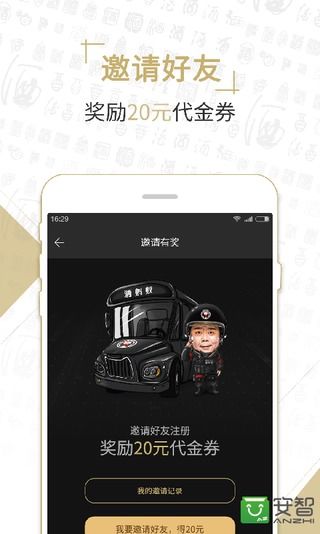 邀请好友
奖励20元代金券
16:29
邀请有奖
酒蚂蚁
邀请好友注册
奖励20元代金券
我的邀请记录
我要邀请好友，得20元
安智
ANZHI